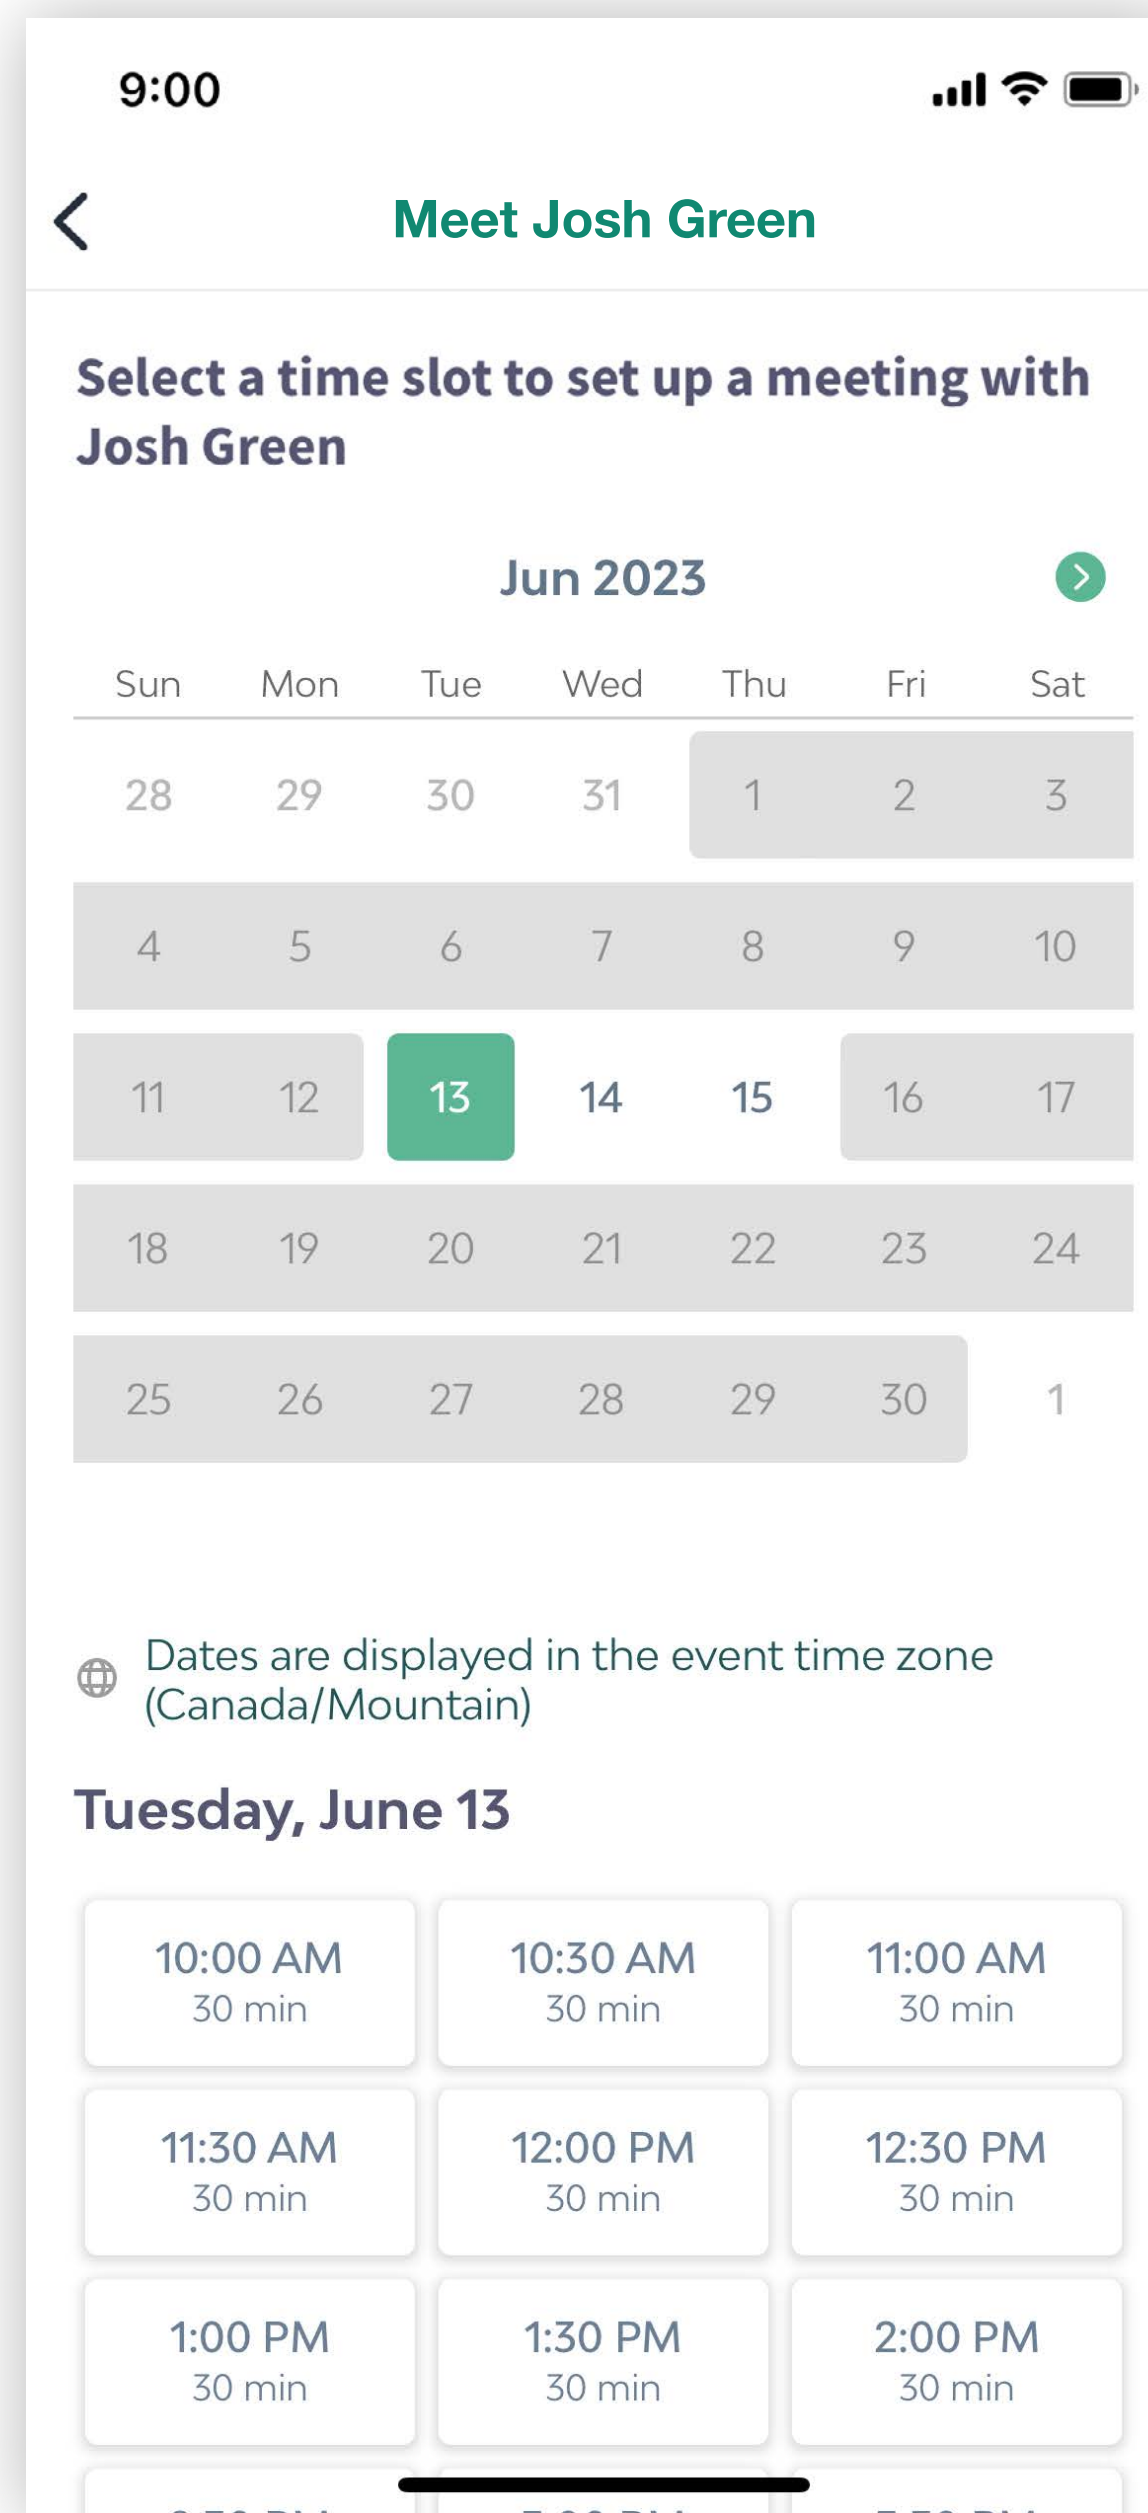 9:00
Meet Josh Green
Select a time slot to set up a meeting with
Josh Green
Jun 2023
Sun Mon Tue Wed Thu Fri Sat
28 29 30 31 1 2 3
4 5 6 7 8 9 10
11 12 13 14 15 16 17
18 19 20 21 22 23 24
25 26 27 28 29 30 1
Dates are displayed in the event time zone
(Canada/Mountain)
Tuesday, June 13
10:00 AM 10:30 AM 11:00 AM
30 min 30 min 30 min
11:30 AM 12:00 PM 12:30 PM
30 min 30 min 30 min
1:00 PM 1:30 PM 2:00 PM
30 min 30 min 30 min